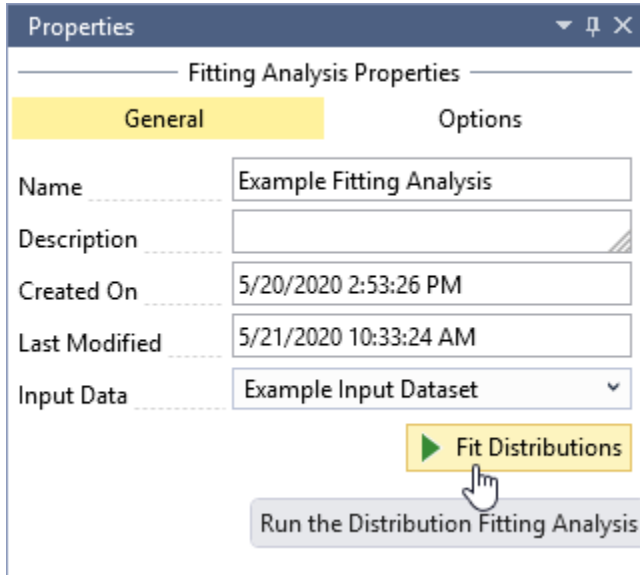 Properties
Fitting Analysis Properties
General Options
Name Example Fitting Analysis
Description
Created On 5/20/2020 2:53:26 PM
Last Modified 5/21/2020 10:33:24 AM
Input Data Example Input Dataset
Fit Distributions
Run the Distribution Fitting Analysis